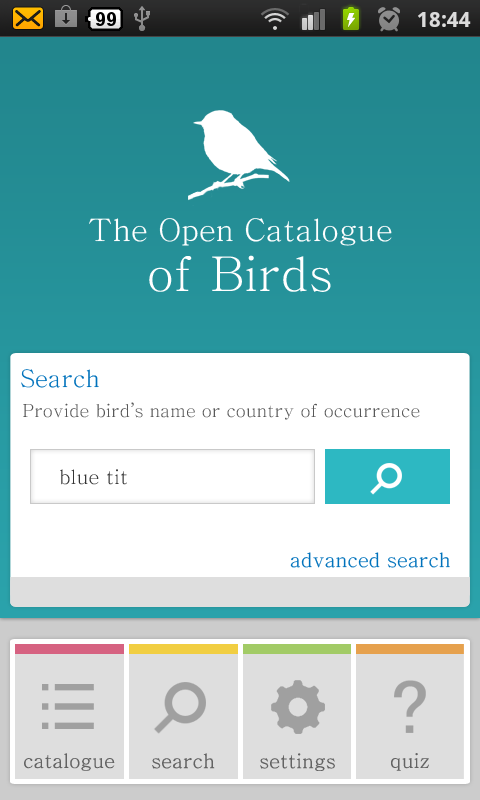 99 18:44
The Open Catalogue
of Birds
Search
Provide bird's name or country of occurrence
blue tit
advanced search
catalogue search settings quiz